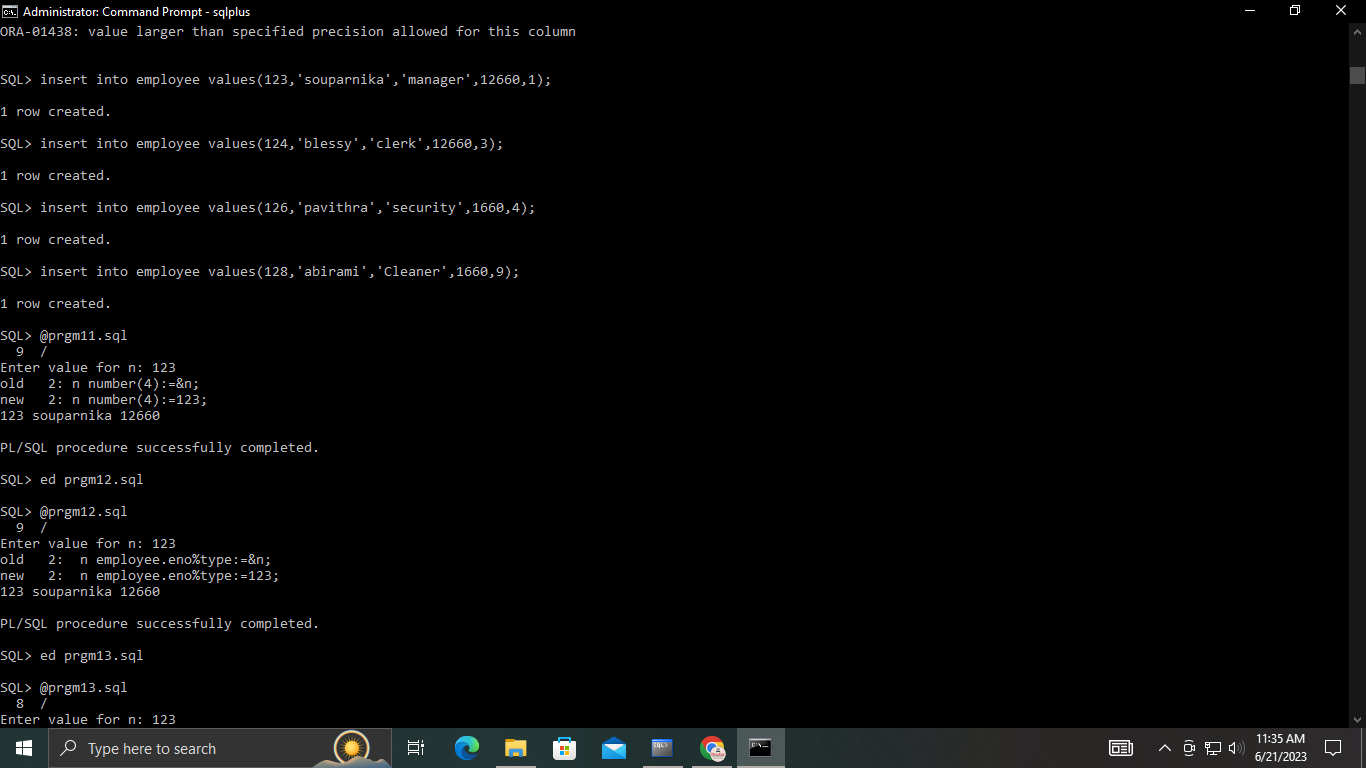 Administrator: Command Prompt - sqlplus
ORA-01438: value larger than specified precision allowed for this column
SQL> insert into employee values(123,'souparnika','manager',12660,1);
1 row created.
SQL> insert into employee values(124,'blessy','clerk',12660,3);
1 row created.
SQL> insert into employee values(126,'pavithra','security',1660,4);
1 row created.
SQL> insert into employee values(128,'abirami','Cleaner',1660,9);
1 row created.
SQL> @prgm11.sql
9 /
Enter value for n: 123
old 2: n number(4):=&n;
new 2: n number(4):=123;
123 souparnika 12660
PL/SQL procedure successfully completed.
SQL> ed prgm12.sql
SQL> @prgm12.sql
9 /
Enter value for n: 123
old 2: n employee.eno%type:=&n;
new 2: n employee.eno%type:=123;
123 souparnika 12660
PL/SQL procedure successfully completed.
SQL> ed prgm13.sql
SQL> @prgm13.sql
8 /
Enter value for n: 123
Type here to search
11:35 AM
6/21/2023